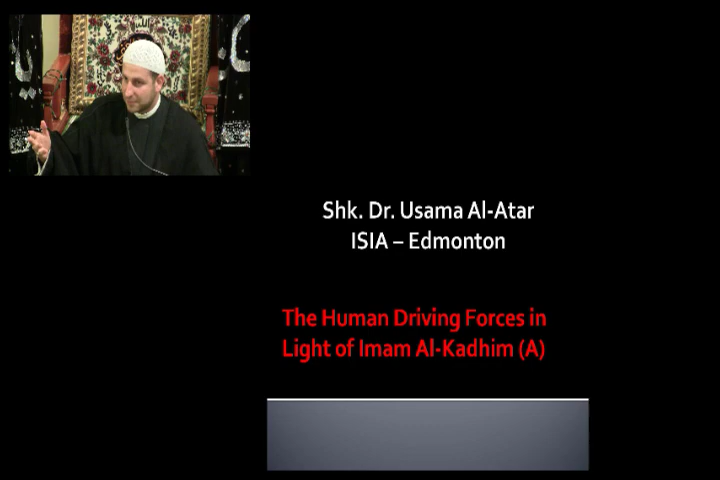 Shk. Dr. Usama Al-Atar
ISIA – Edmonton
The Human Driving Forces in
Light of Imam Al-Kadhim (A)